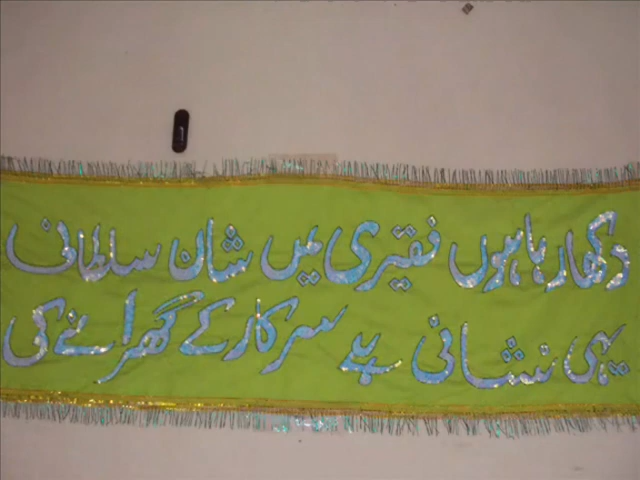 دکھا رہا ہوں فقیری میں شان سلطانی
یہی نشانی ہے سرکار کے گھرانے کی